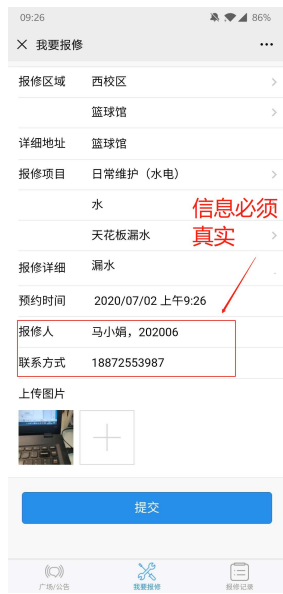 09:26
86%
我要报修
报修区域 西校区
篮球馆
详细地址 篮球馆
报修项目 日常维护（水电）
水
天花板漏水
信息必须
真实
报修详细 漏水
预约时间 2020/07/02 上午9:26
报修人 马小娟，202006
联系方式 18872553987
上传图片
提交
广场/公告 我要报修 报修记录